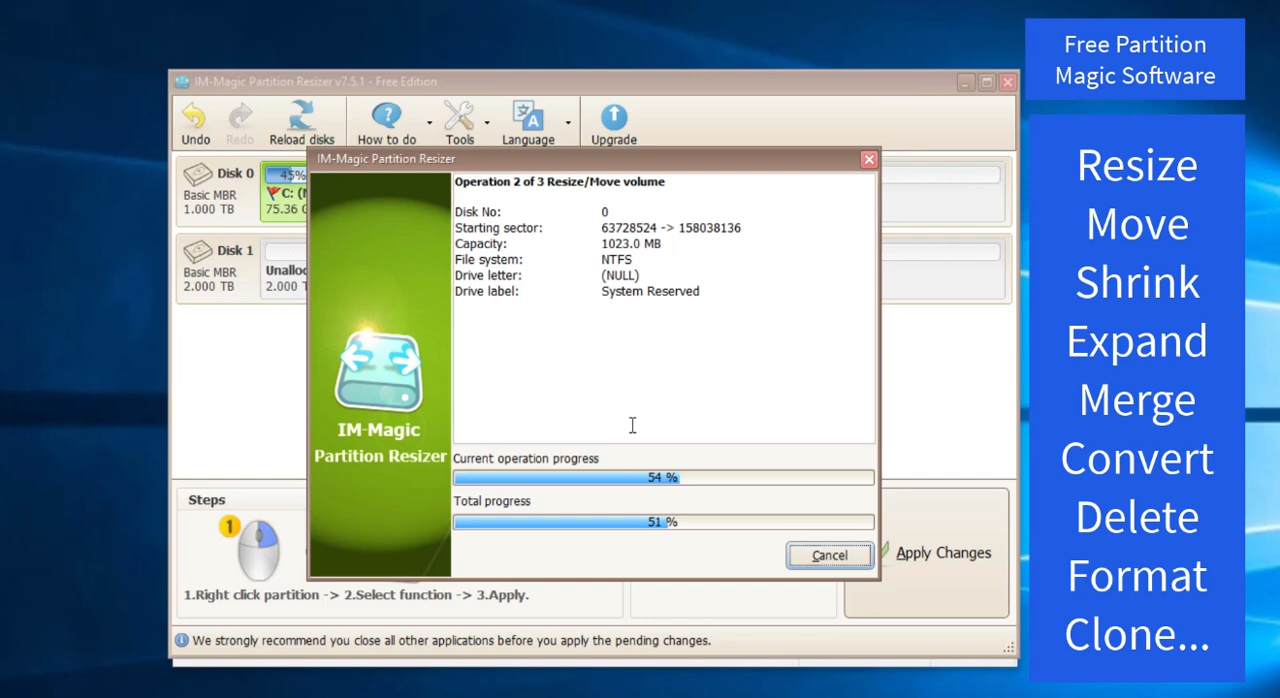 Free Partition
Magic Software
Resize
Move
Shrink
Expand
Merge
Convert
Delete
Format
Clone...
IM-Magic Partition Resizer v7.5.1 - Free Edition
Undo
Redo
Reload disks
How to do
Tools
Language
Upgrade
Disk 0
Basic MBR
1.000 TB
45%
C: (
75.36 G
Disk 1
Basic MBR
2.000 TB
Unalloc
2.000 T
IM-Magic Partition Resizer
Operation 2 of 3 Resize/Move volume
Disk No: 0
Starting sector: 63728524 -> 158038136
Capacity: 1023.0 MB
File system: NTFS
Drive letter: (NULL)
Drive label: System Reserved
IM-Magic
Partition Resizer
Current operation progress
54 %
Total progress
51 %
Cancel
Steps
1
Apply Changes
1.Right click partition -> 2.Select function -> 3.Apply.
We strongly recommend you close all other applications before you apply the pending changes.